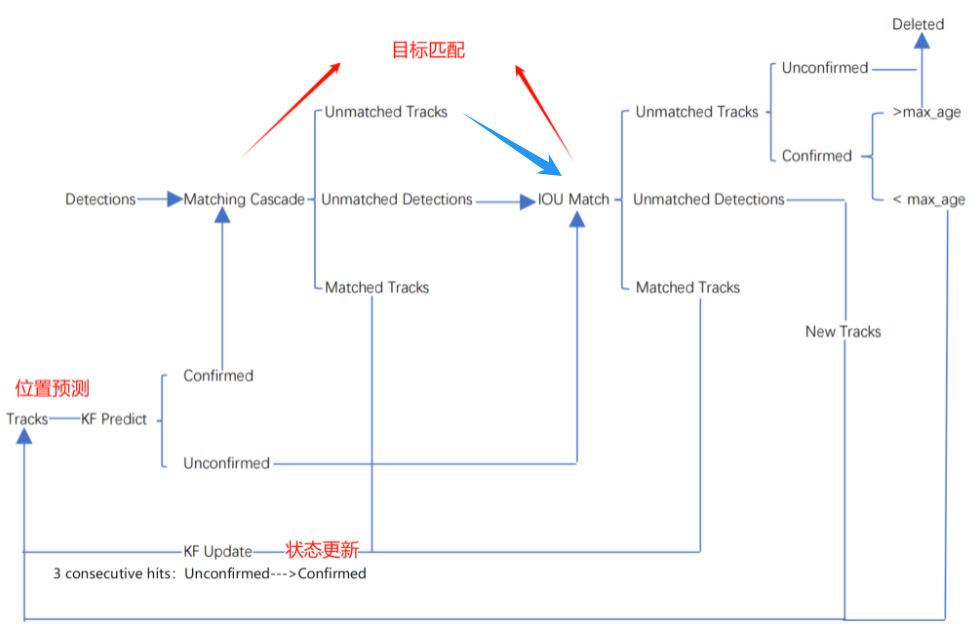 Deleted
目标匹配
Unconfirmed
Unmatched Tracks
Unmatched Tracks
>max_age
Confirmed
Detections
Matching Cascade
Unmatched Detections
IOU Match
Unmatched Detections
< max_age
Matched Tracks
Matched Tracks
New Tracks
Confirmed
位置预测
Tracks
KF Predict
Unconfirmed
KF Update
状态更新
3 consecutive hits: Unconfirmed--->Confirmed